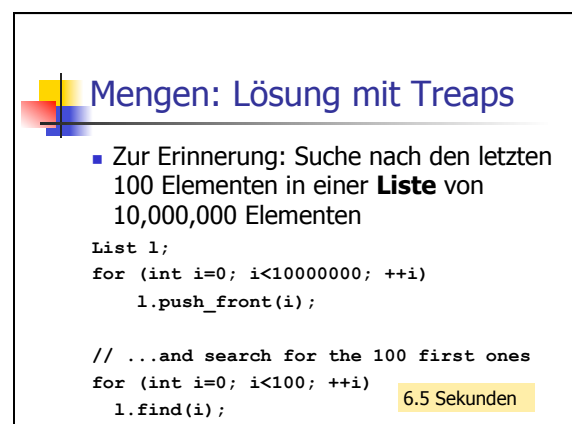 Mengen: Lösung mit Treaps
Zur Erinnerung: Suche nach den letzten
100 Elementen in einer Liste von
10,000,000 Elementen
List l;
for (int i=0; i<10000000; ++i)
    l.push_front(i);
// ...and search for the 100 first ones
for (int i=0; i<100; ++i)
  l.find(i);
6.5 Sekunden